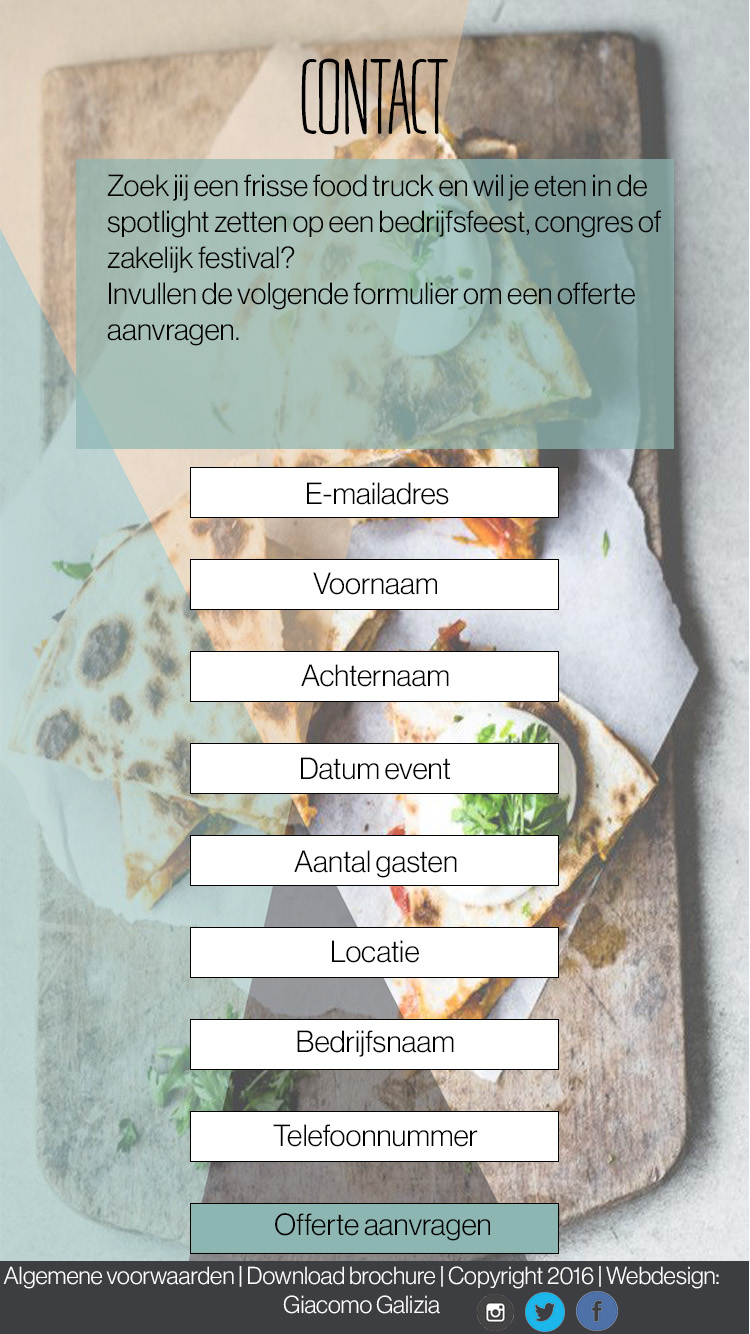 CONTACT
Zoek jij een frisse food truck en wil je eten in de
spotlight zetten op een bedrijfsfeest, congres of
zakelijk festival?
Invullen de volgende formulier om een offerte
aanvragen.
E-mailadres
Voornaam
Achternaam
Datum event
Aantal gasten
Locatie
Bedrijfsnaam
Telefoonnummer
Offerte aanvragen
Algemene voorwaarden | Download brochure | Copyright 2016 | Webdesign:
Giacomo Galizia